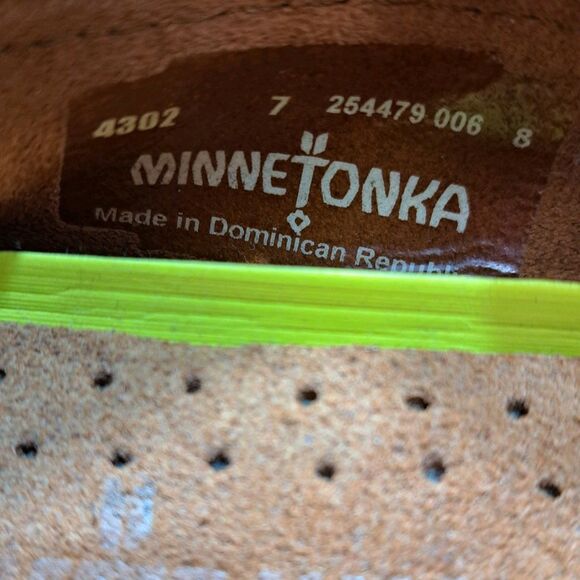 4302 7 254479 006 8
MINNETONKA
Made in Dominican